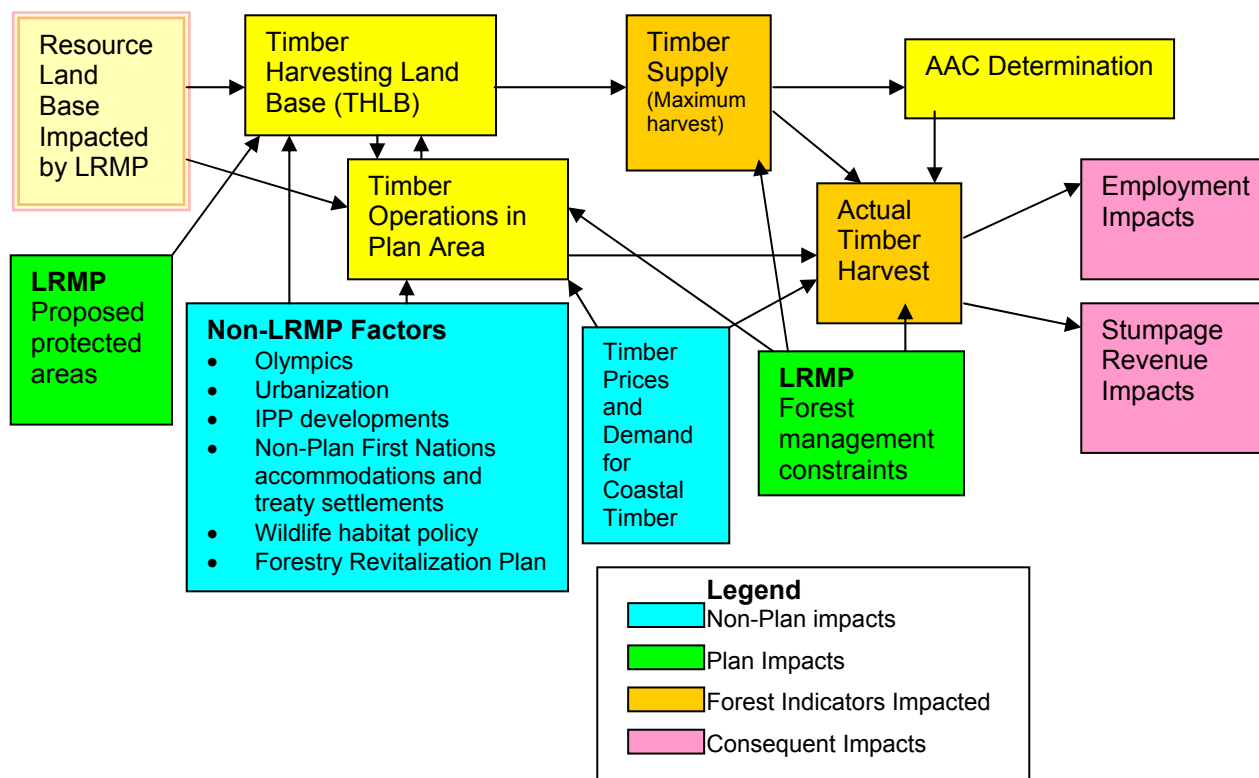 Resource
Land
Base
Impacted
by LRMP
Timber
Harvesting Land
Base (THLB)
Timber
Supply
(Maximum
harvest)
AAC Determination
Timber
Operations in
Plan Area
Actual
Timber
Harvest
Employment
Impacts
Stumpage
Revenue
Impacts
LRMP
Proposed
protected
areas
Non-LRMP Factors
• Olympics
• Urbanization
• IPP developments
• Non-Plan First Nations
accommodations and
treaty settlements
• Wildlife habitat policy
• Forestry Revitalization Plan
Timber
Prices
and
Demand
for
Coastal
Timber
LRMP
Forest
management
constraints
Legend
Non-Plan impacts
Plan Impacts
Forest Indicators Impacted
Consequent Impacts